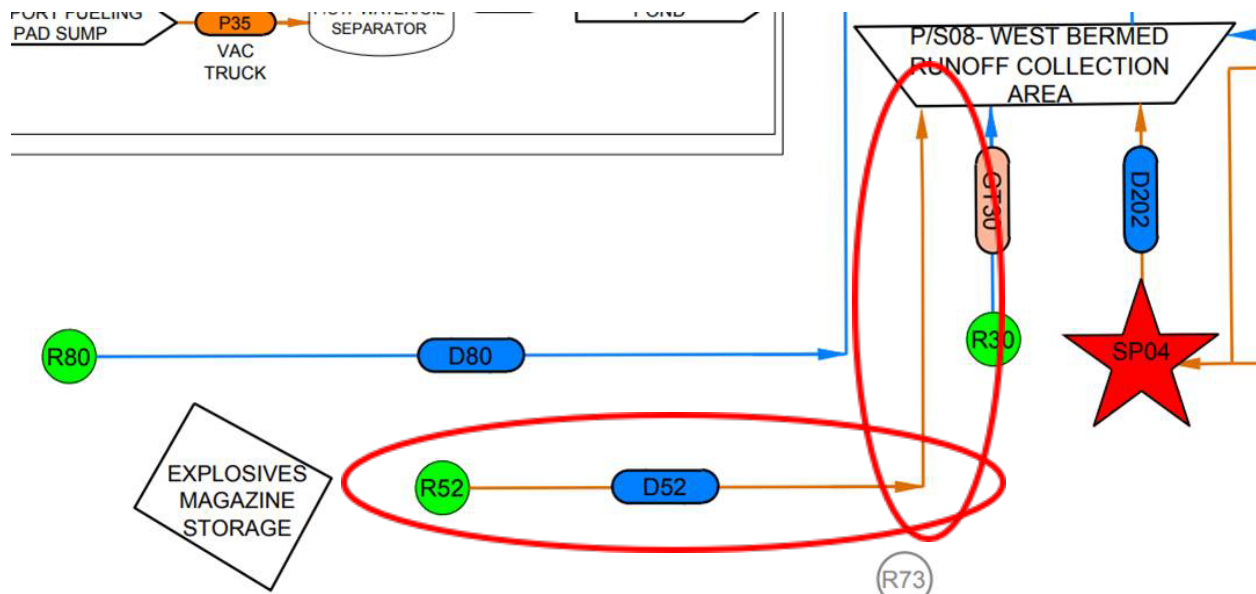 PORT FUELING
PAD SUMP
P35
VAC
TRUCK
SEPARATOR
POND
P/S08- WEST BERMED
RUNOFF COLLECTION
AREA
R80
D80
D202
R30
SP04
EXPLOSIVES
MAGAZINE
STORAGE
R52
D52
R73